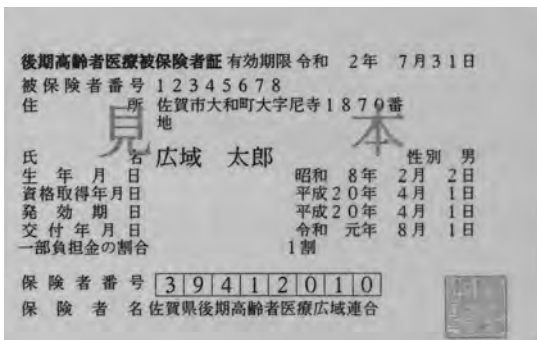 後期高齢者医療被保険者証 有効期限 令和 2年 7月31日
被保険者番号 12345678
住所 佐賀市大和町大字尼寺1870番
地
見本
氏名 広域 太郎 性別 男
生年月日 昭和 8年 2月 2日
資格取得年月日 平成20年 4月 1日
発効期日 平成20年 4月 1日
交付年月日 令和 元年 8月 1日
一部負担金の割合 1割
保険者番号 39412010
保険者名 佐賀県後期高齢者医療広域連合